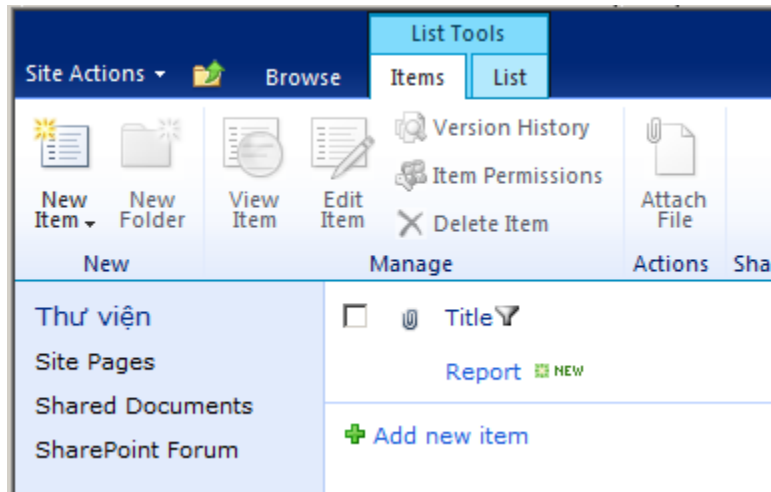 List Tools
Site Actions Browse Items List
Version History
Item Permissions
Delete Item
New Item
New Folder
View Item
Edit Item
Attach File
New Manage Actions
Thư viện
Site Pages
Shared Documents
SharePoint Forum
Title
Report NEW
Add new item